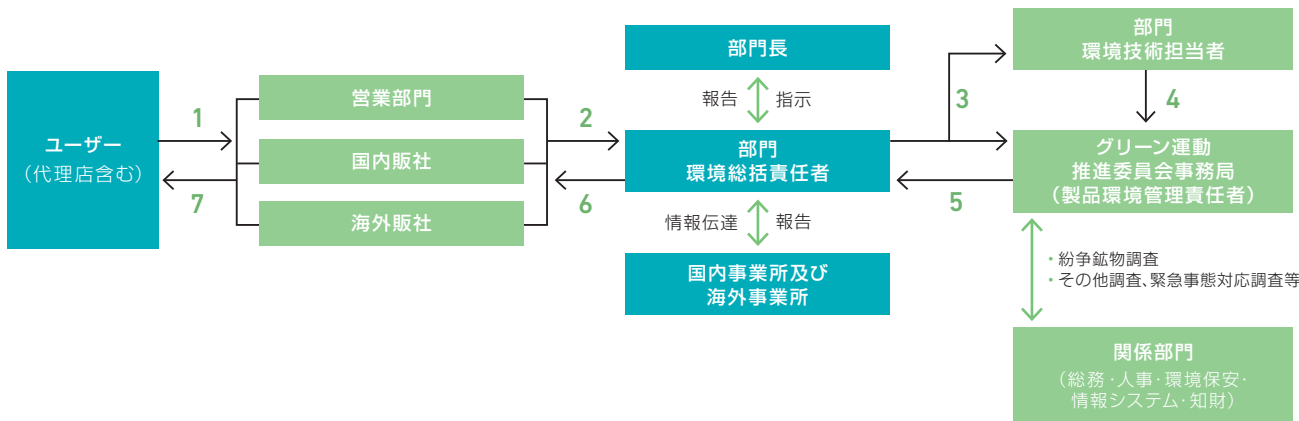 ユーザー
（代理店含む）
1
7
営業部門
国内販社
海外販社
2
6
部門長
報告
指示
部門
環境総括責任者
情報伝達
報告
国内事業所及び
海外事業所
3
5
部門
環境技術担当者
4
グリーン運動
推進委員会事務局
（製品環境管理責任者）
・紛争鉱物調査
・その他調査、緊急事態対応調査等
関係部門
（総務・人事・環境保安・
情報システム・知財）